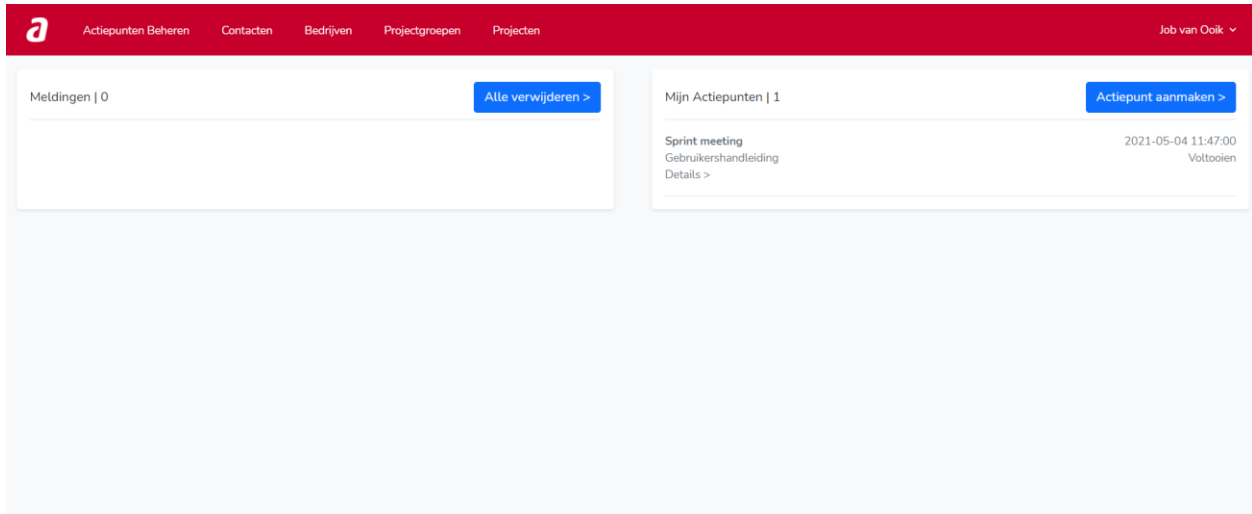 a Actiepunten Beheren Contacten Bedrijven Projectgroepen Projecten Job van Ooik
Meldingen | 0 Alle verwijderen >
Mijn Actiepunten | 1 Actiepunt aanmaken >
Sprint meeting 2021-05-04 11:47:00
Gebruikershandleiding Voltooien
Details >